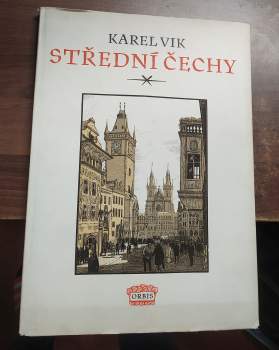 KAREL VIK
STŘEDNÍ ČECHY
ORBIS